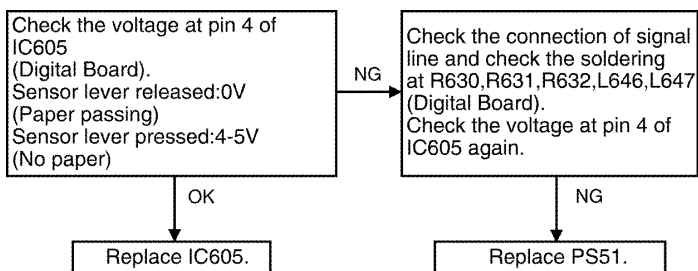 Check the voltage at pin 4 of
IC605
(Digital Board).
Sensor lever released:0V
(Paper passing)
Sensor lever pressed:4-5V
(No paper)
NG
Check the connection of signal
line and check the soldering
at R630,R631,R632,L646,L647
(Digital Board).
Check the voltage at pin 4 of
IC605 again.
OK
NG
Replace IC605.
Replace PS51.